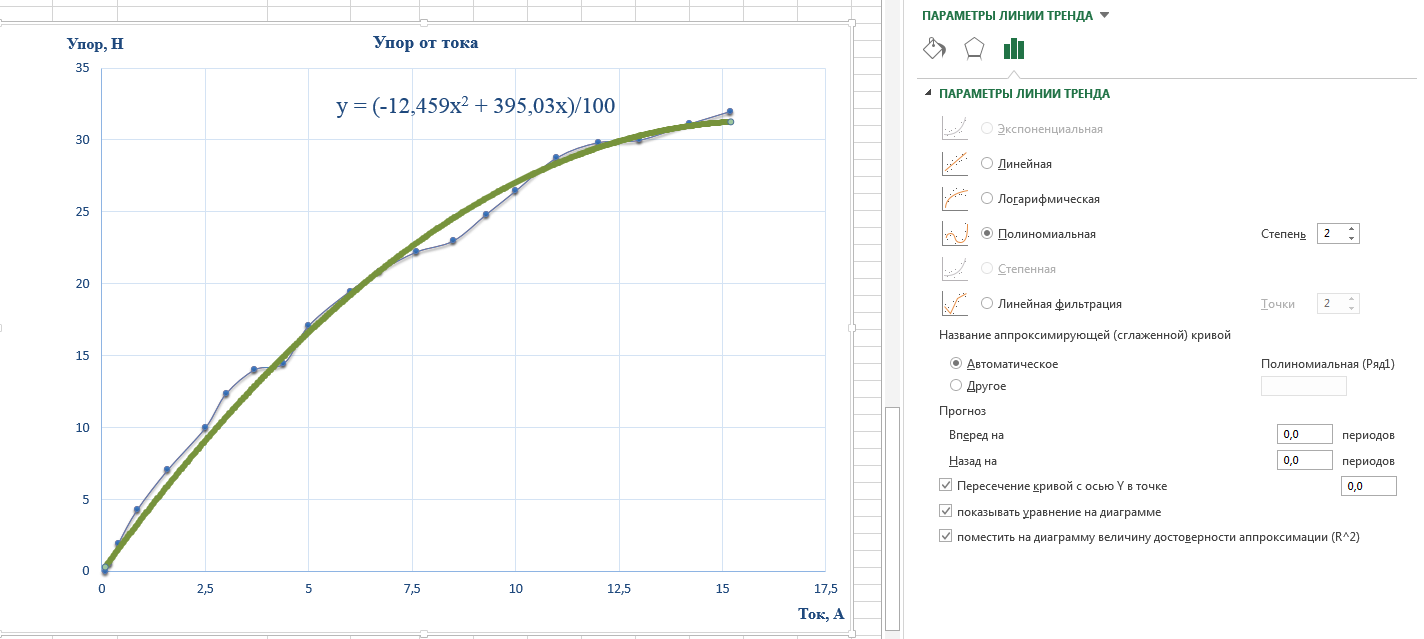 Упор, Н
Упор от тока
y = (-12,459x² + 395,03x)/100
35
30
25
20
15
10
5
0
0 2,5 5 7,5 10 12,5 15 17,5
Ток, А
ПАРАМЕТРЫ ЛИНИИ ТРЕНДА
ПАРАМЕТРЫ ЛИНИИ ТРЕНДА
Экспоненциальная
Линейная
Логарифмическая
Полиномиальная Степень 2
Степенная
Линейная фильтрация Точки 2
Название аппроксимирующей (сглаженной) кривой
Автоматическое Полиномиальная (Ряд1)
Другое
Прогноз
Вперед на 0,0 периодов
Назад на 0,0 периодов
Пересечение кривой с осью Y в точке 0,0
показывать уравнение на диаграмме
поместить на диаграмму величину достоверности аппроксимации (R^2)